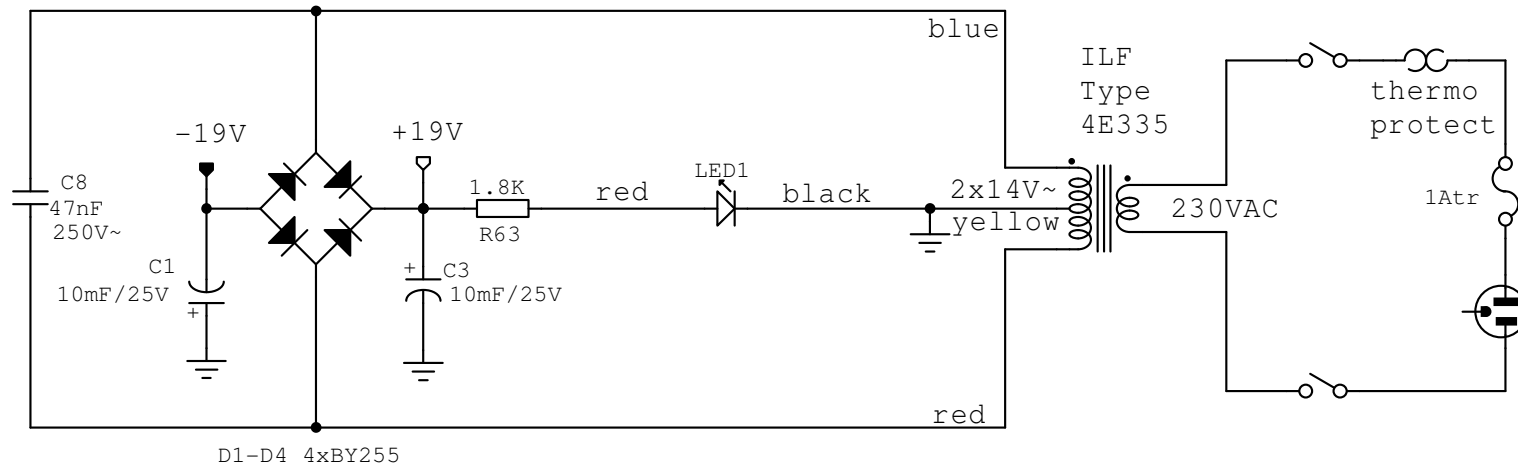 blue
ILF
Type
4E335
thermo
protect
-19V
+19V
C8
47nF
250V~
1.8K
R63
red
LED1
black
2x14V~
yellow
230VAC
1Atr
C1
10mF/25V
+
+
C3
10mF/25V
red
D1-D4 4xBY255